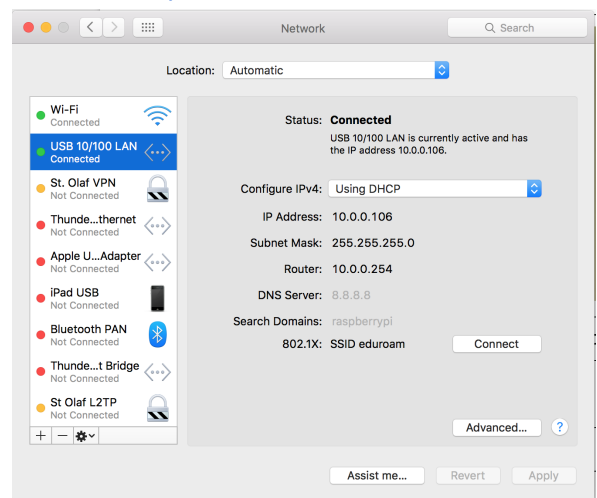 Network
Search
Location: Automatic
Wi-Fi
Connected
USB 10/100 LAN
Connected
St. Olaf VPN
Not Connected
Thunde...thernet
Not Connected
Apple U...Adapter
Not Connected
iPad USB
Not Connected
Bluetooth PAN
Not Connected
Thunde...t Bridge
Not Connected
St Olaf L2TP
Not Connected
Status: Connected
USB 10/100 LAN is currently active and has
the IP address 10.0.0.106.
Configure IPv4: Using DHCP
IP Address: 10.0.0.106
Subnet Mask: 255.255.255.0
Router: 10.0.0.254
DNS Server: 8.8.8.8
Search Domains: raspberrypi
802.1X: SSID eduroam Connect
Advanced... ?
Assist me... Revert Apply